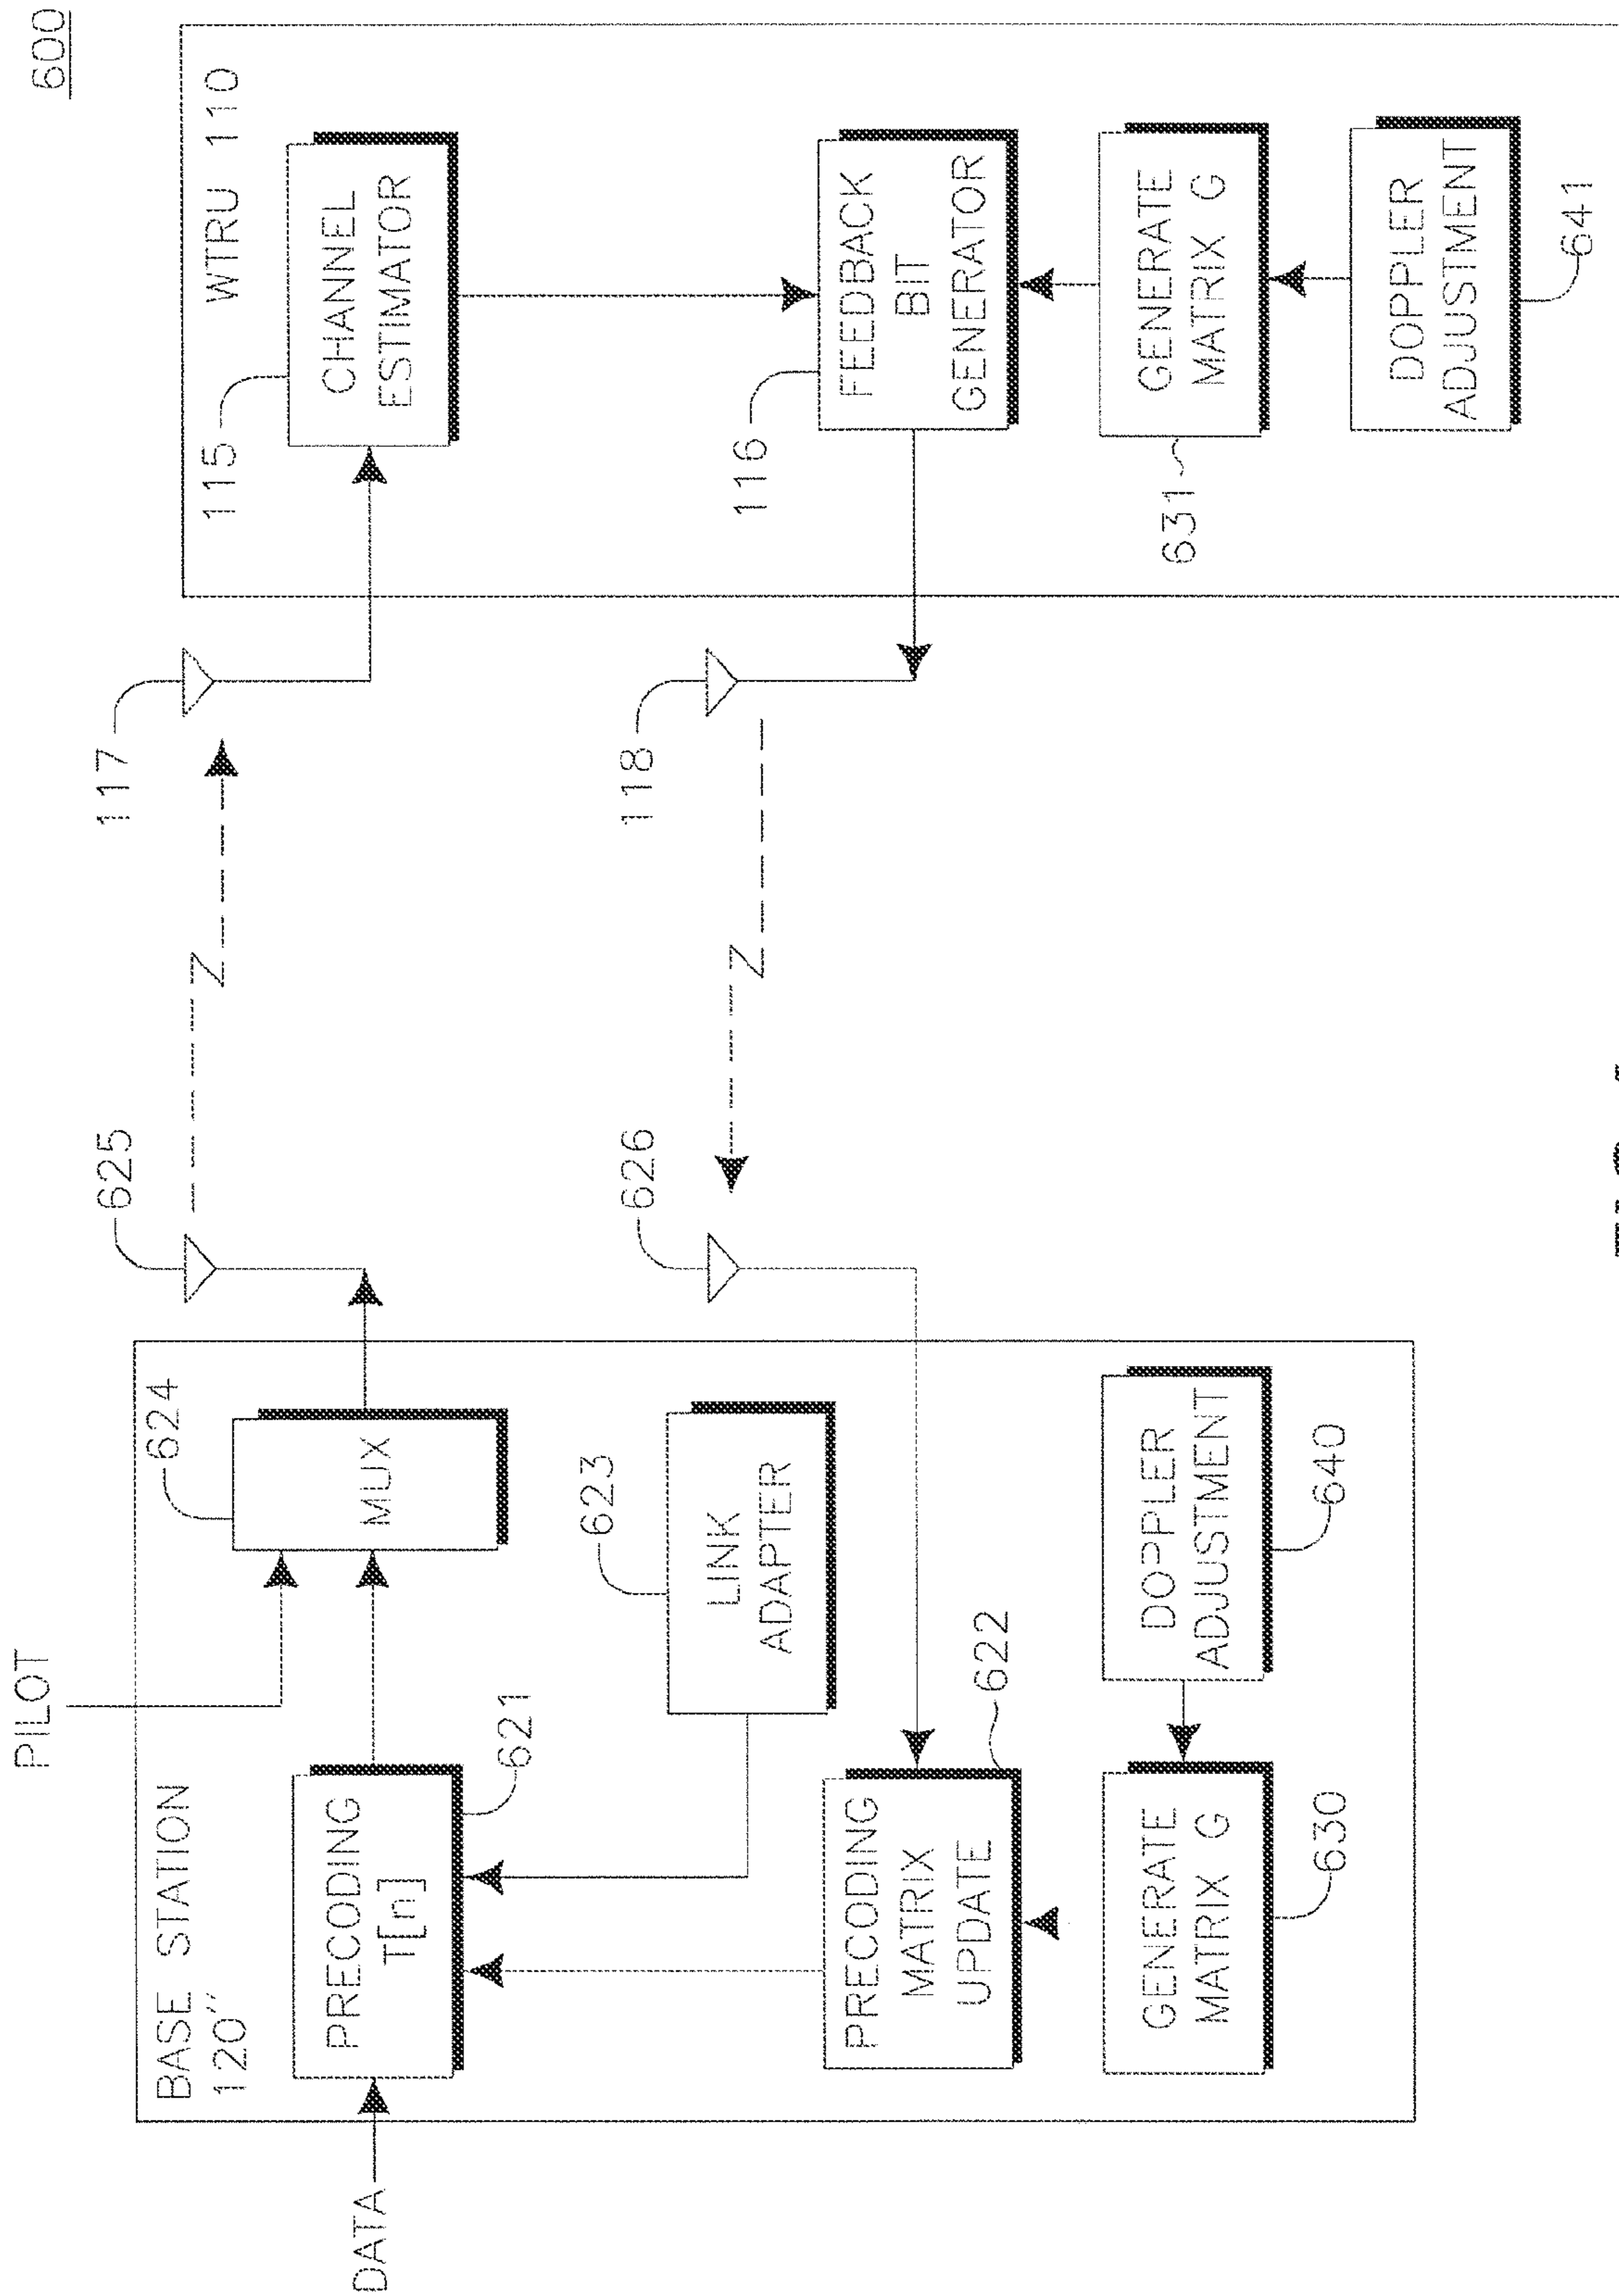 600
PILOT
DATA
BASE STATION
120"
PRECODING
T[n]
621
MUX
624
LINK
ADAPTER
623
PRECODING
MATRIX
UPDATE
622
GENERATE
MATRIX G
630
DOPPLER
ADJUSTMENT
640
625
626
Z
Z
117
118
WTRU 110
CHANNEL
ESTIMATOR
115
FEEDBACK
BIT
GENERATOR
116
GENERATE
MATRIX G
631
DOPPLER
ADJUSTMENT
641